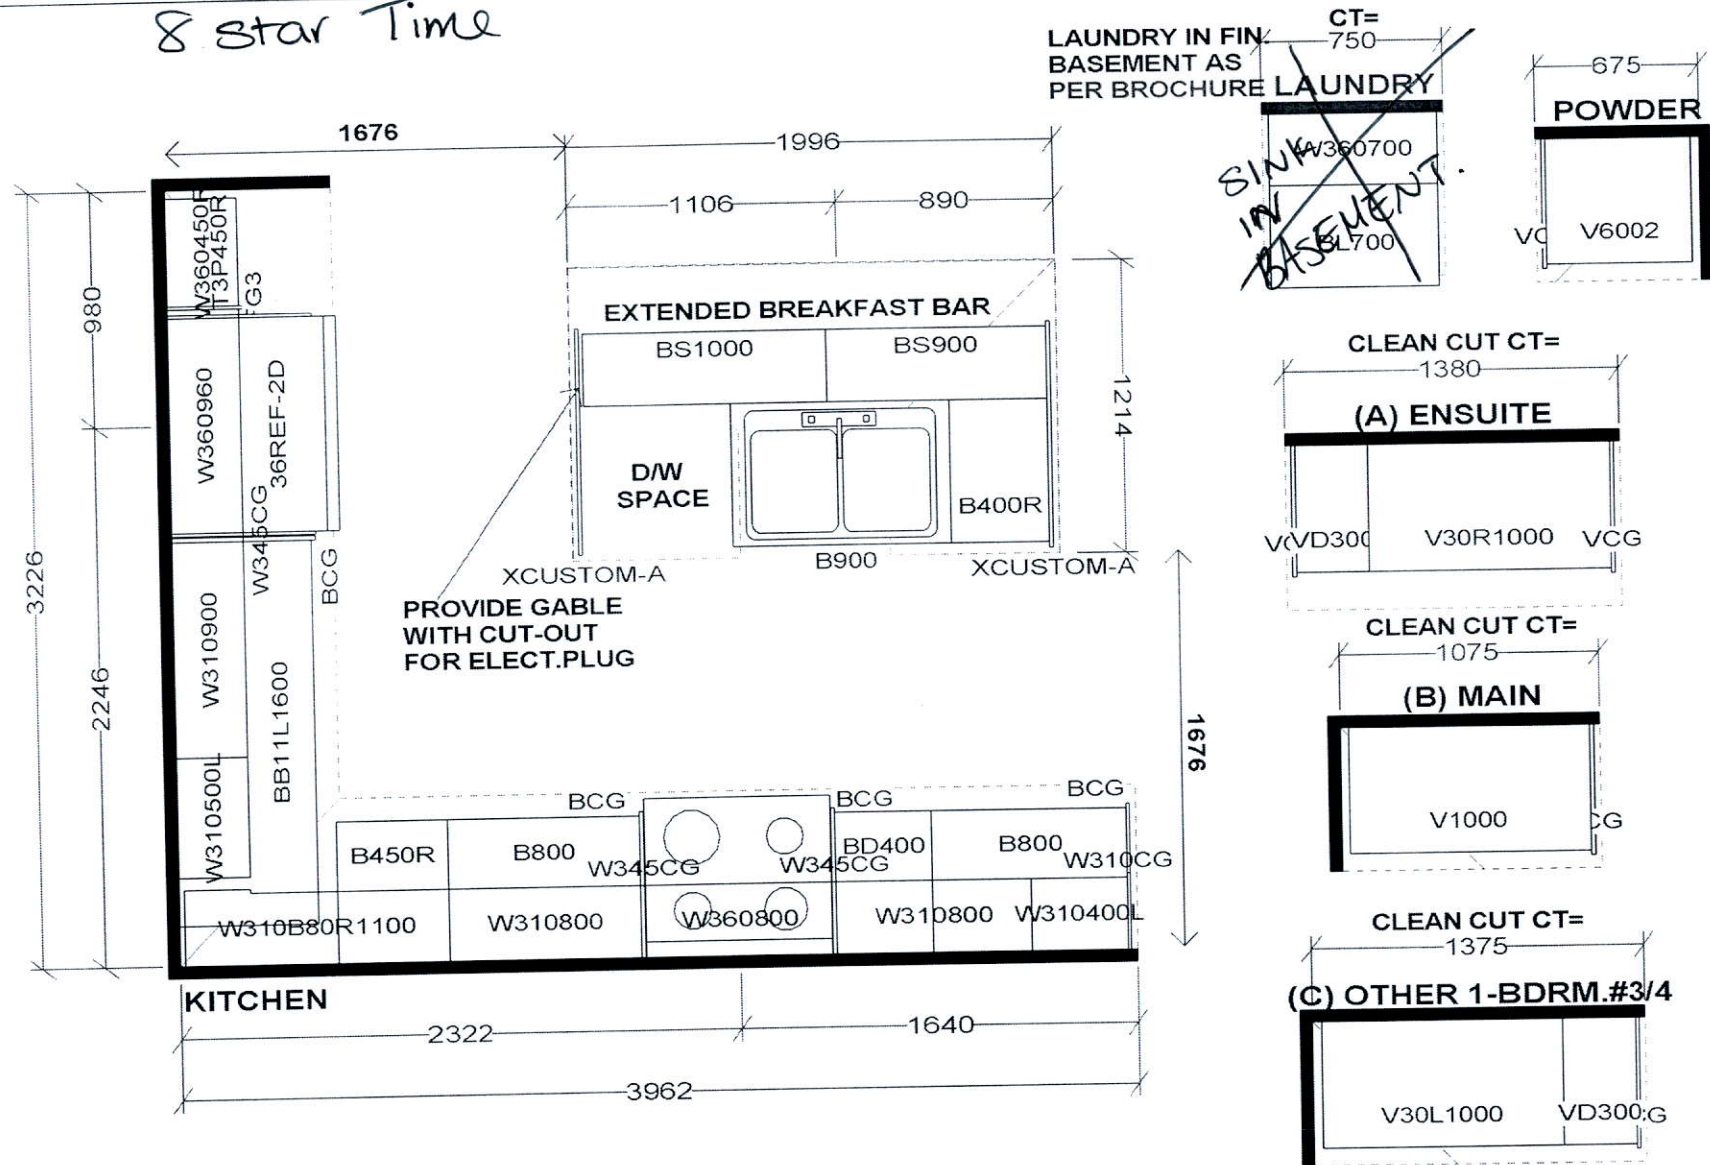 8 star Time
CT=
LAUNDRY IN FIN.
750
BASEMENT AS
PER BROCHURE
LAUNDRY
W360700
BL700
SINK
IN
BASEMENT.
675
POWDER
VC
V6002
1676
1996
1106
890
980
3226
2246
W360450R
T3P450R
FG3
W360960
36REF-2D
W345CG
BCG
W310900
BB11L1600
W310500L
EXTENDED BREAKFAST BAR
BS1000
BS900
1214
D/W
SPACE
B400R
B900
XCUSTOM-A
XCUSTOM-A
PROVIDE GABLE
WITH CUT-OUT
FOR ELECT.PLUG
1676
BCG
BCG
BCG
B450R
B800
W345CG
W345CG
BD400
B800
W310CG
W310B80R1100
W310800
W360800
W310800
W310400L
KITCHEN
2322
1640
3962
CLEAN CUT CT=
1380
(A) ENSUITE
VD300
V30R1000
VCG
CLEAN CUT CT=
1075
(B) MAIN
V1000
CG
CLEAN CUT CT=
1375
(C) OTHER 1-BDRM.#3/4
V30L1000
VD300
G